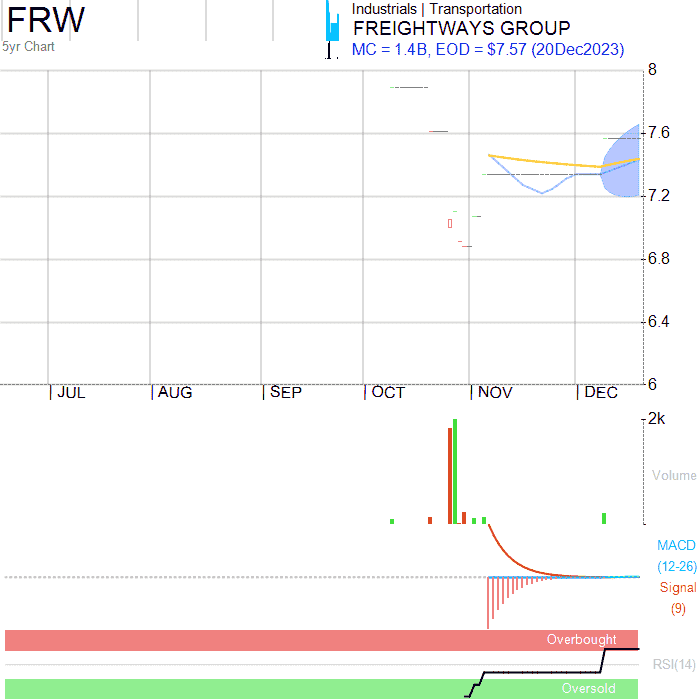 FRW
5yr Chart
Industrials | Transportation
FREIGHTWAYS GROUP
MC = 1.4B, EOD = $7.57 (20Dec2023)
8
7.6
7.2
6.8
6.4
6
JUL AUG SEP OCT NOV DEC
2k
Volume
MACD
(12-26)
Signal
(9)
Overbought
RSI(14)
Oversold